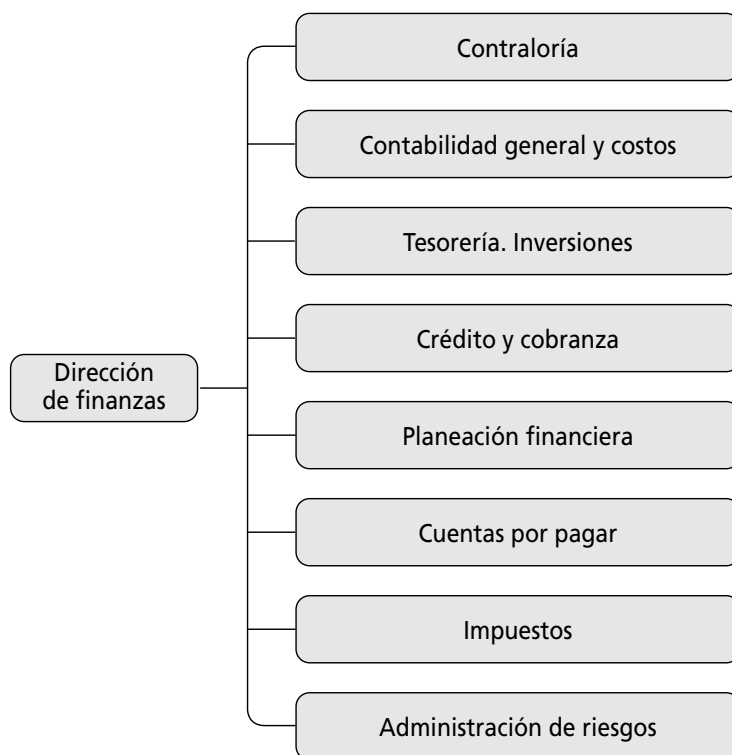 Contraloría
Contabilidad general y costos
Tesorería. Inversiones
Crédito y cobranza
Dirección
de finanzas
Planeación financiera
Cuentas por pagar
Impuestos
Administración de riesgos